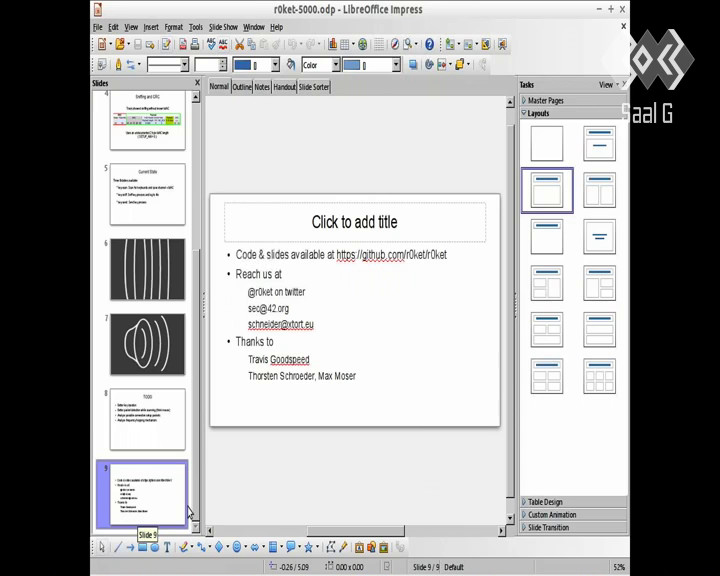 r0ket-5000.odp - LibreOffice Impress
File Edit View Insert Format Tools Slide Show Window Help
Color
Slides
Normal Outline Notes Handout Slide Sorter
Tasks View
Master Pages
Layouts
Saal G
4
Sniffing and CRC
5
Current State
6
7
8
TODO
9
Slide 9
Click to add title
• Code & slides available at https://github.com/r0ket/r0ket
• Reach us at
@r0ket on twitter
sec@42.org
schneider@xtort.eu
• Thanks to
Travis Goodspeed
Thorsten Schroeder, Max Moser
Table Design
Custom Animation
Slide Transition
-0.26 / 5.09 0.00 x 0.00 Slide 9 / 9 Default 52%